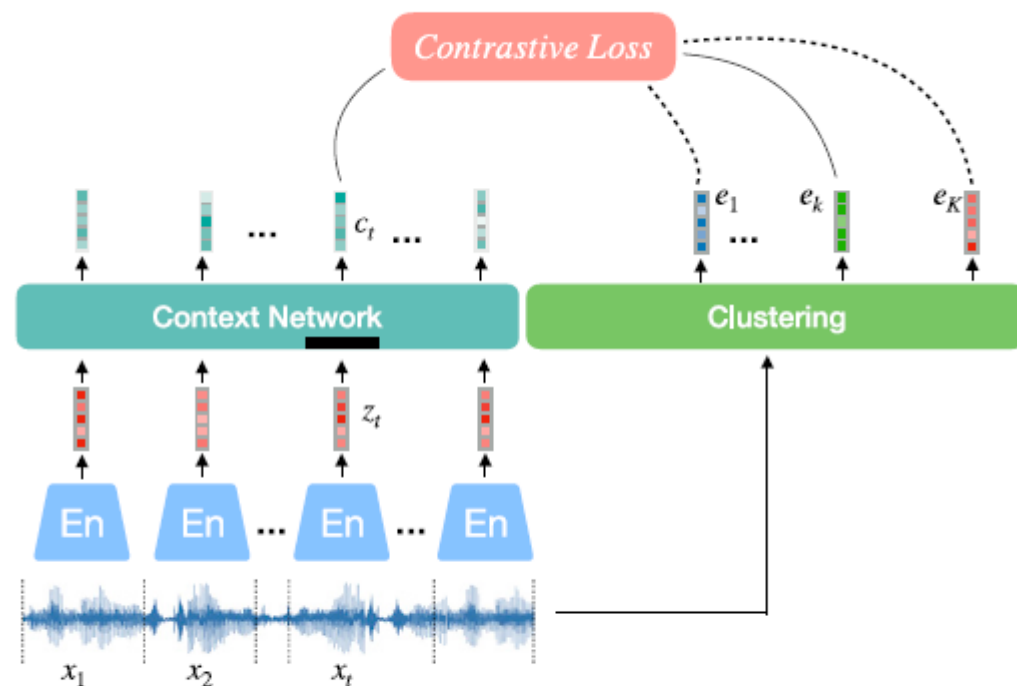 Contrastive Loss
e_1 e_k e_K
... c_t ... ...
Context Network Clustering
z_t
En En ... En ... En
x_1 x_2 x_t